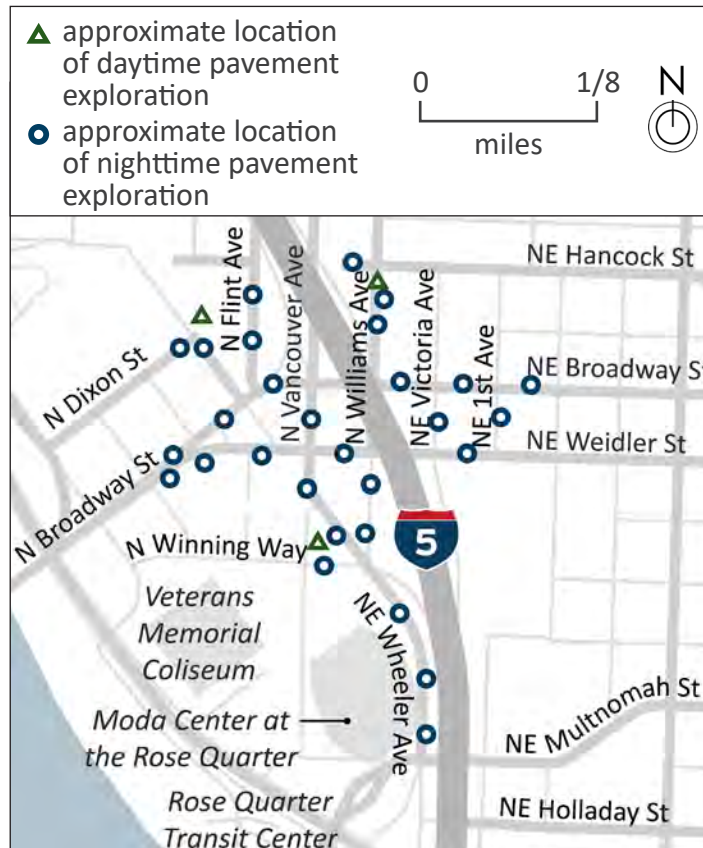 approximate location
of daytime pavement
exploration
approximate location
of nighttime pavement
exploration
0 1/8
miles
N
NE Hancock St
N Flint Ave
N Vancouver Ave
N Williams Ave
NE Victoria Ave
NE 1st Ave
NE Broadway St
N Dixon St
NE Weidler St
N Broadway St
N Winning Way
5
Veterans
Memorial
Coliseum
NE Wheeler Ave
Moda Center at
the Rose Quarter
NE Multnomah St
Rose Quarter
Transit Center
NE Holladay St